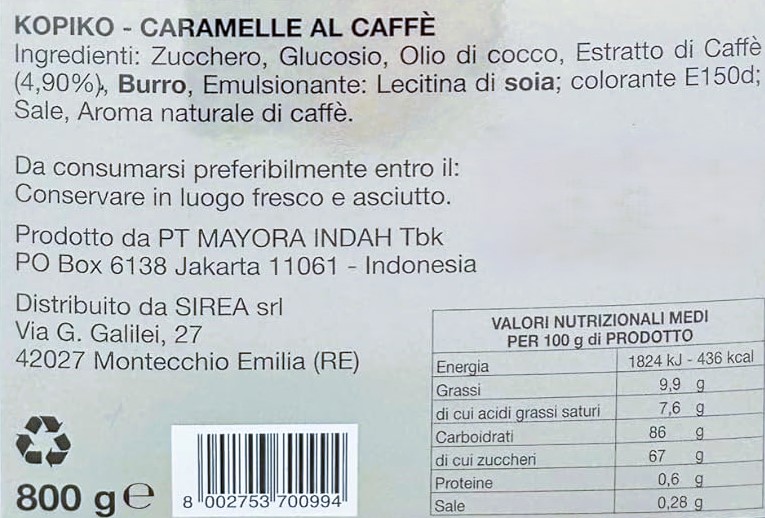 KOPIKO - CARAMELLE AL CAFFÈ
Ingredienti: Zucchero, Glucosio, Olio di cocco, Estratto di Caffè
(4,90%), Burro, Emulsionante: Lecitina di soia; colorante E150d;
Sale, Aroma naturale di caffè.
Da consumarsi preferibilmente entro il:
Conservare in luogo fresco e asciutto.
Prodotto da PT MAYORA INDAH Tbk
PO Box 6138 Jakarta 11061 - Indonesia
Distribuito da SIREA srl
Via G. Galilei, 27
42027 Montecchio Emilia (RE)
800 g e
8 002753 700994
VALORI NUTRIZIONALI MEDI
PER 100 g di PRODOTTO
Energia 1824 kJ - 436 kcal
Grassi 9,9 g
di cui acidi grassi saturi 7,6 g
Carboidrati 86 g
di cui zuccheri 67 g
Proteine 0,6 g
Sale 0,28 g